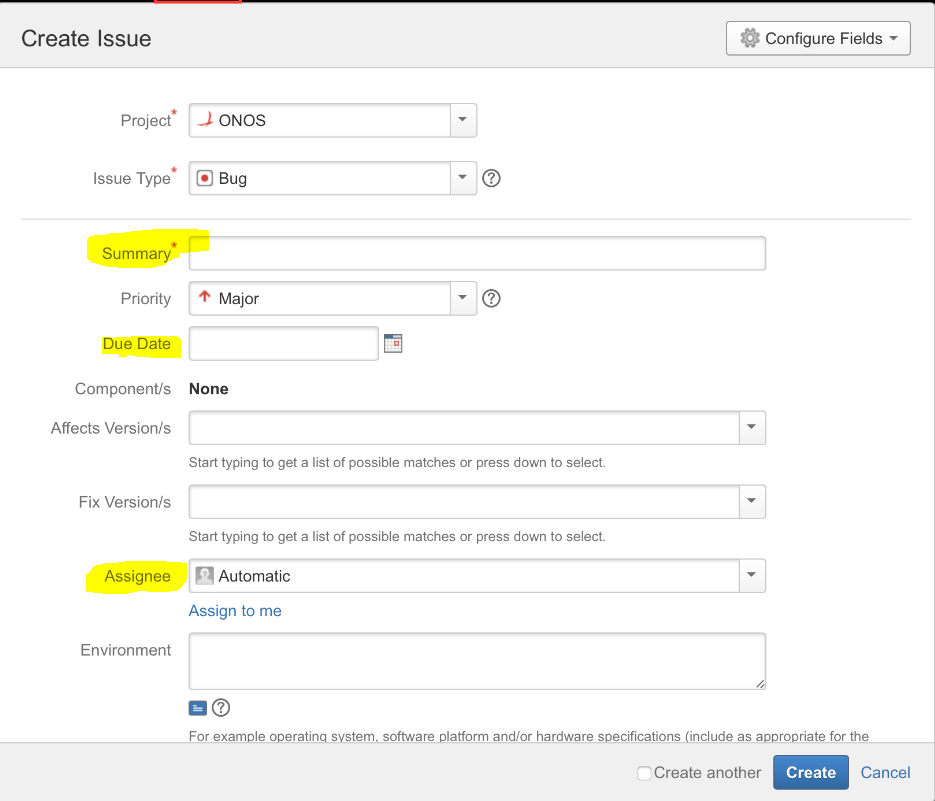 Create Issue
Configure Fields
Project* ONOS
Issue Type* Bug
Summary*
Priority Major
Due Date
Component/s None
Affects Version/s
Start typing to get a list of possible matches or press down to select.
Fix Version/s
Start typing to get a list of possible matches or press down to select.
Assignee Automatic
Assign to me
Environment
For example operating system, software platform and/or hardware specifications (include as appropriate for the
Create another Create Cancel